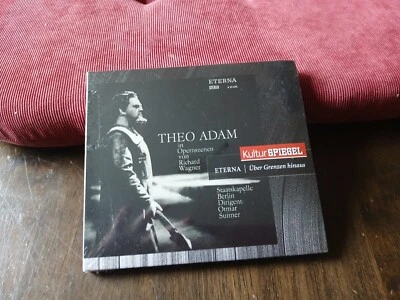 ETERNA
THEO ADAM
in
Opernszenen
von
Richard
Wagner
KulturSPIEGEL
ETERNA | Über Grenzen hinaus
Staatskapelle
Berlin
Dirigent
Otmar
Suitner